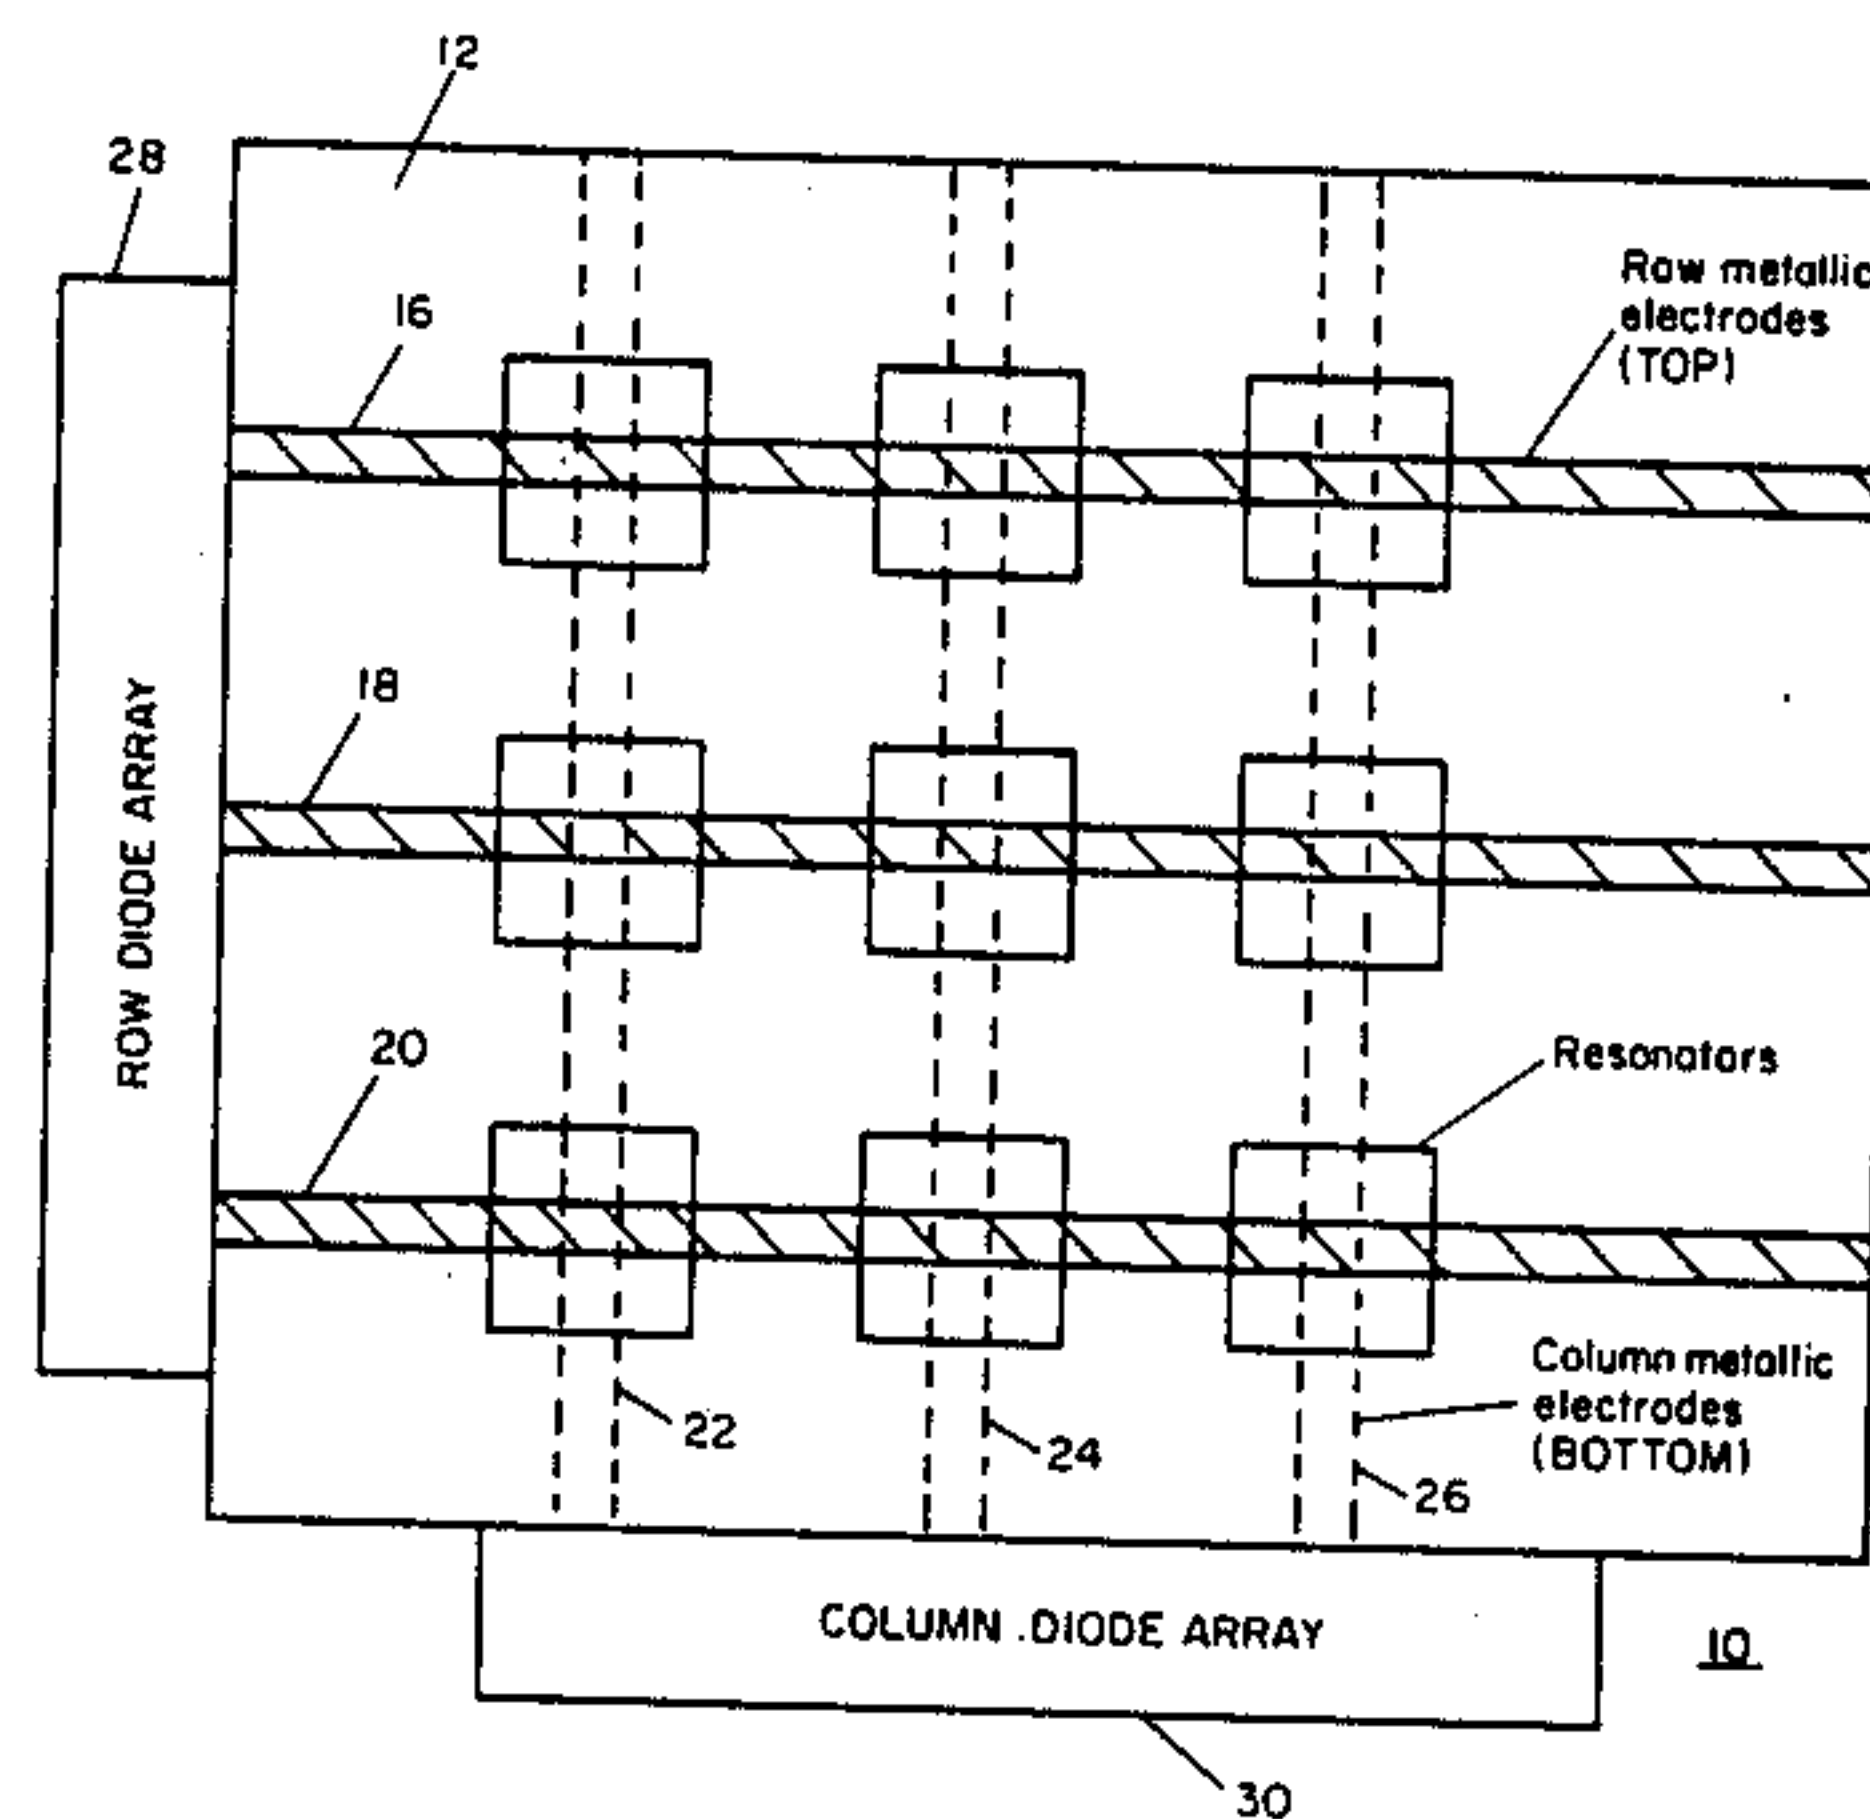 12
28
Row metallic
electrodes
(TOP)
16
18
ROW DIODE ARRAY
20
Resonators
Column metallic
electrodes
(BOTTOM)
22
24
26
COLUMN DIODE ARRAY
10
30